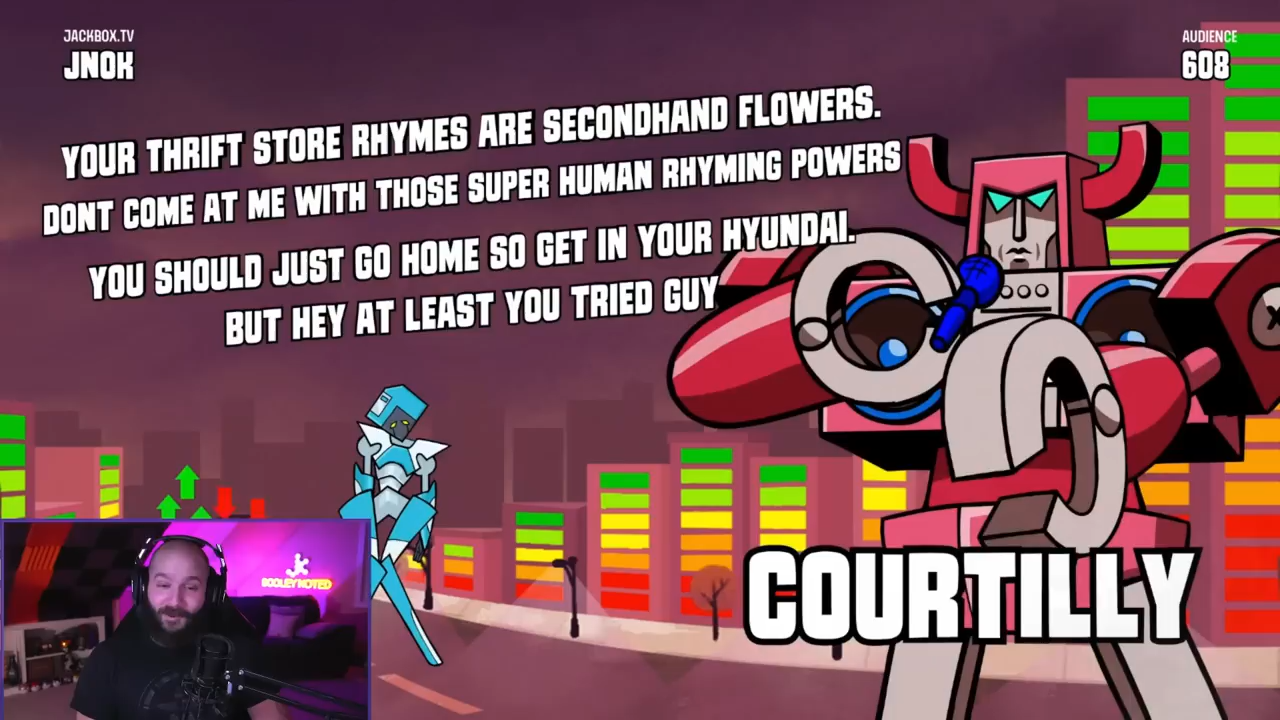 JACKBOX.TV
JNOK
AUDIENCE
608
YOUR THRIFT STORE RHYMES ARE SECONDHAND FLOWERS.
DONT COME AT ME WITH THOSE SUPER HUMAN RHYMING POWERS
YOU SHOULD JUST GO HOME SO GET IN YOUR HYUNDAI.
BUT HEY AT LEAST YOU TRIED GUY
BOOLEY NOTED
COURTILLY